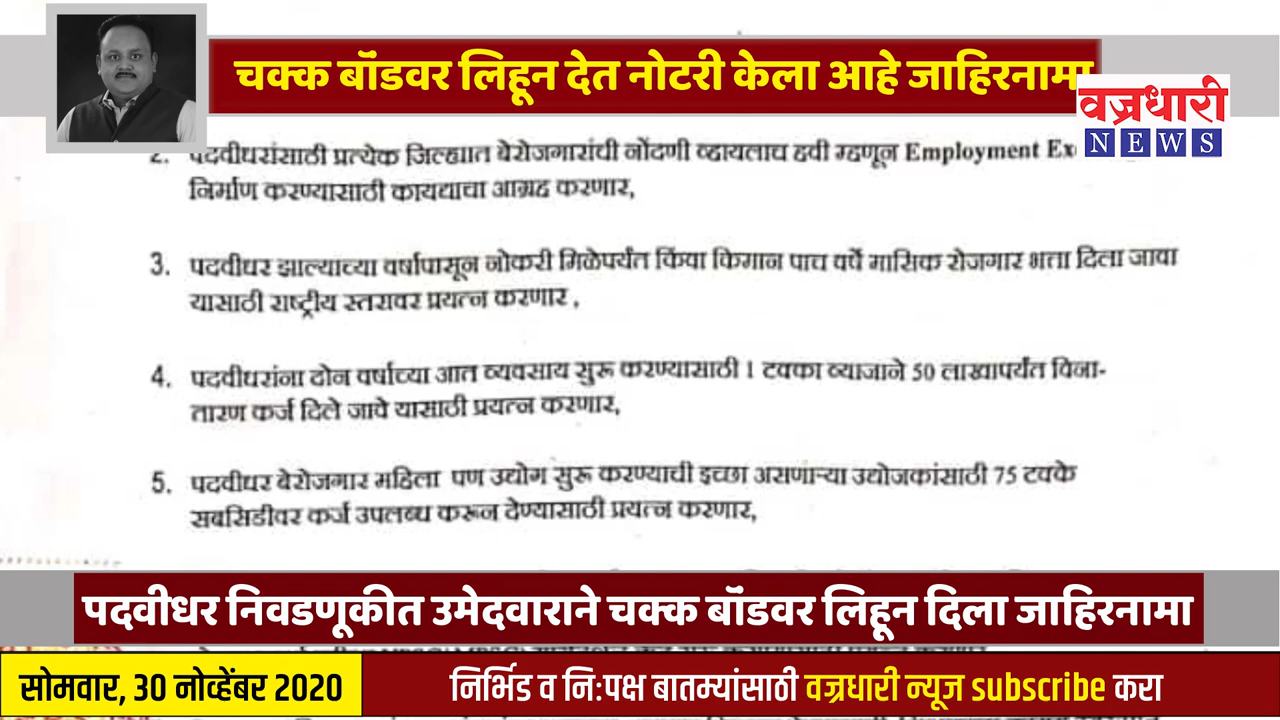 चक्क बॉंडवर लिहून देत नोटरी केला आहे जाहिरनामा
वज्रधारी
NEWS
2. पदवीधरांसाठी प्रत्येक जिल्ह्यात बेरोजगारांची नोंदणी व्हायलाच हवी म्हणून Employment
निर्माण करण्यासाठी कायद्याचा आग्रह करणार,
3. पदवीधर झाल्याच्या वर्षापासून नोकरी मिळेपर्यंत किंवा किमान पाच वर्षे मासिक रोजगार भत्ता दिला जावा
यासाठी राष्ट्रीय स्तरावर प्रयत्न करणार,
4. पदवीधरांना दोन वर्षाच्या आत व्यवसाय सुरू करण्यासाठी 1 टक्का व्याजाने 50 लाखापर्यंत विना-
तारण कर्ज दिले जावे यासाठी प्रयत्न करणार,
5. पदवीधर बेरोजगार महिला पण उद्योग सुरू करण्याची इच्छा असणाऱ्या उद्योजकांसाठी 75 टक्के
सबसिडीवर कर्ज उपलब्ध करून देण्यासाठी प्रयत्न करणार,
पदवीधर निवडणूकीत उमेदवाराने चक्क बॉंडवर लिहून दिला जाहिरनामा
सोमवार, 30 नोव्हेंबर 2020
निर्भिड व नि:पक्ष बातम्यांसाठी वज्रधारी न्यूज subscribe करा